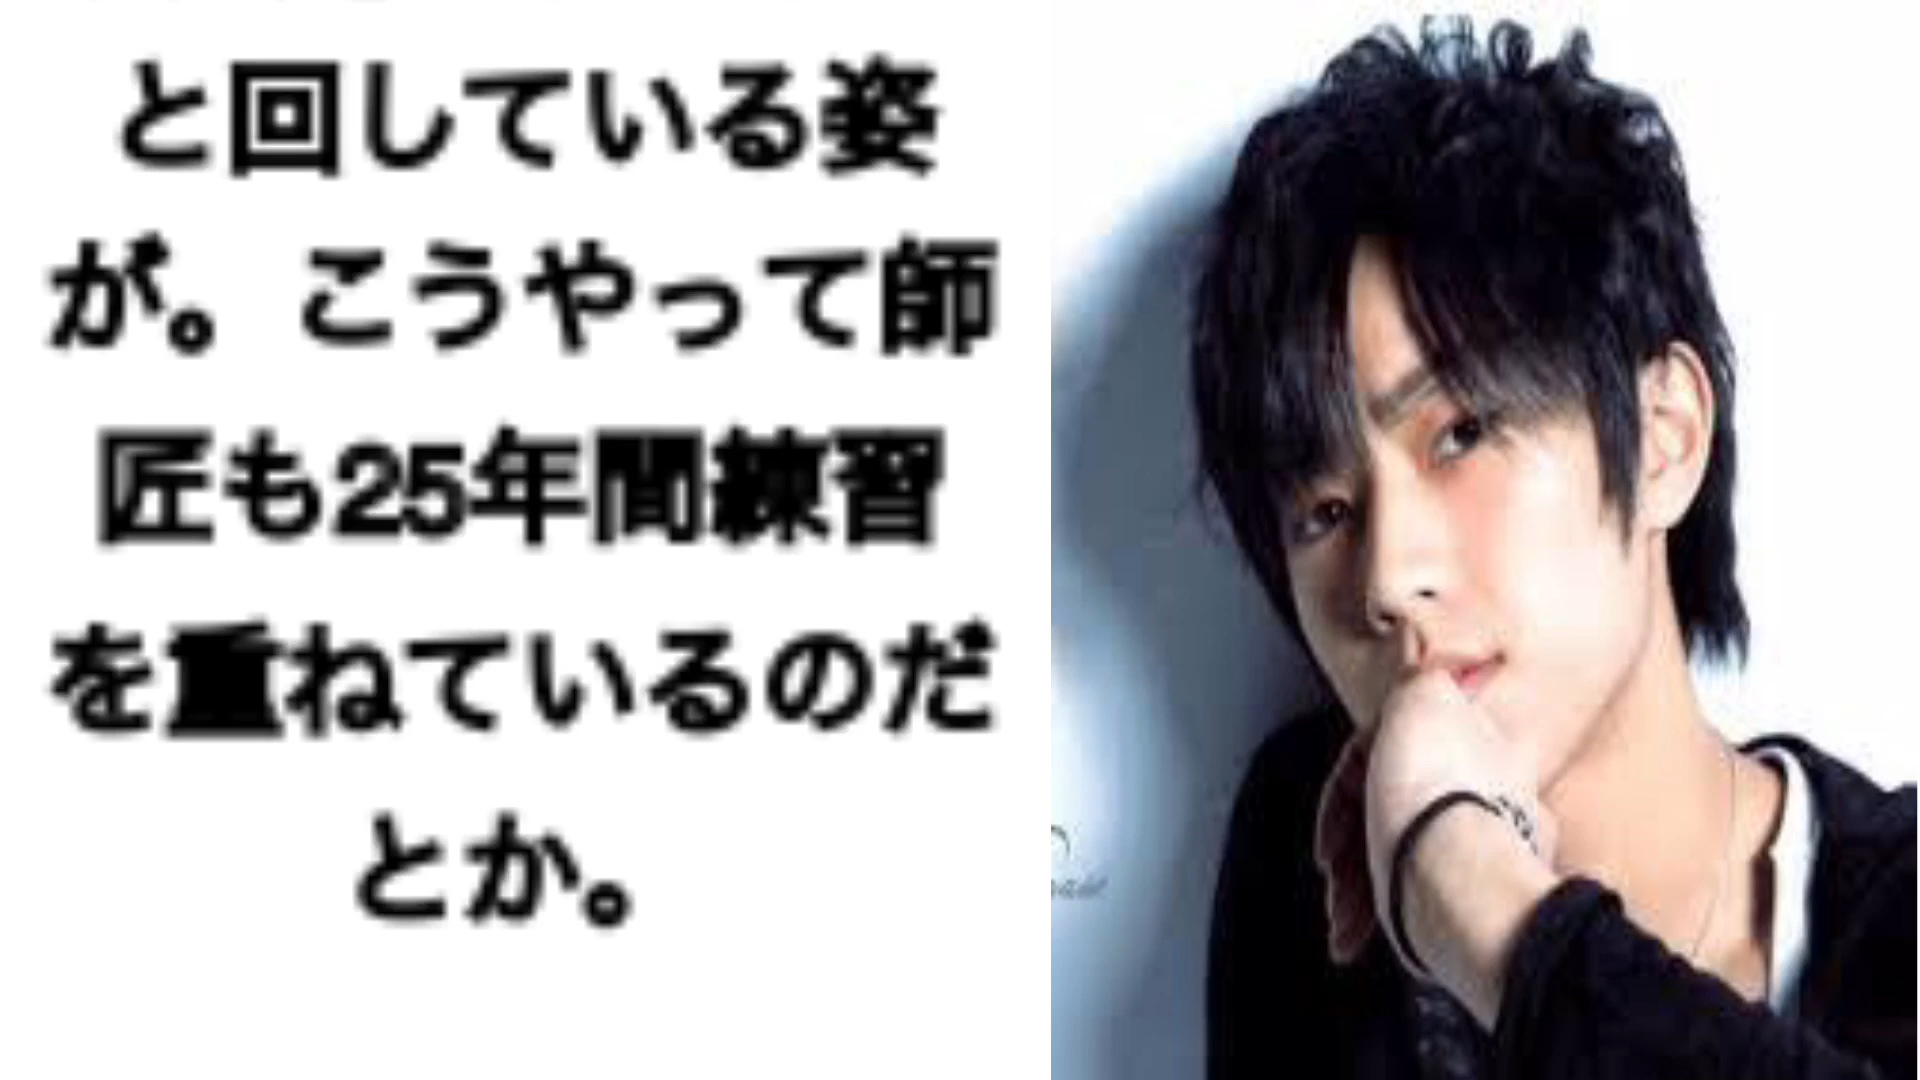 と回している姿
が。こうやって師
匠も25年間練習
を重ねているのだ
とか。